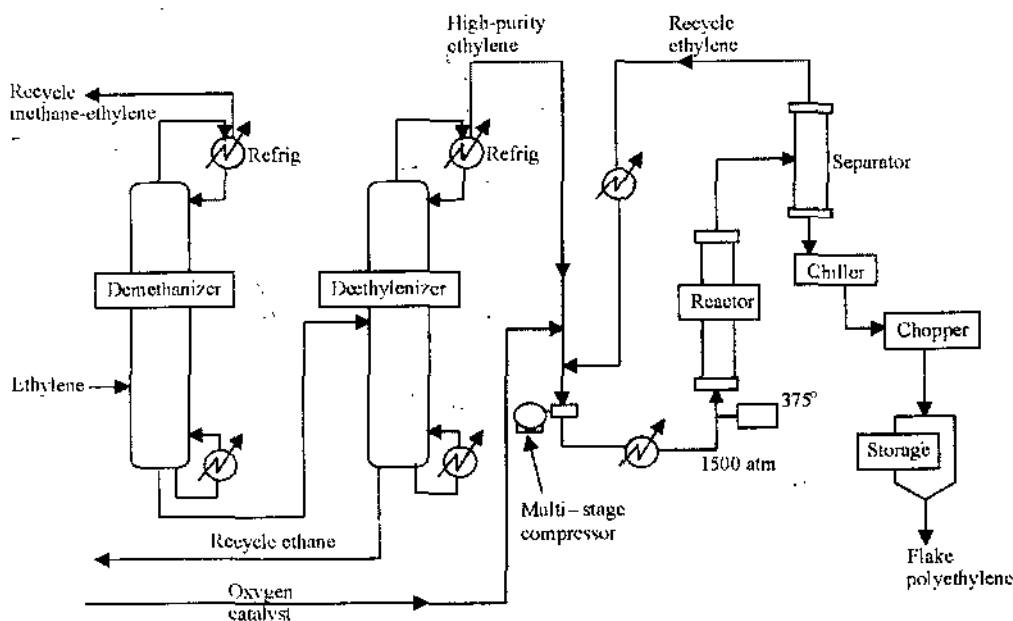 High-purity
ethylene
Recycle
ethylene
Recycle
methane-ethylene
Refrig
Refrig
Separator
Demethanizer
Deethylenizer
Reactor
Chiller
Chopper
Ethylene
375°
1500 atm
Storage
Multi-stage
compressor
Recycle ethane
Flake
polyethylene
Oxygen
catalyst